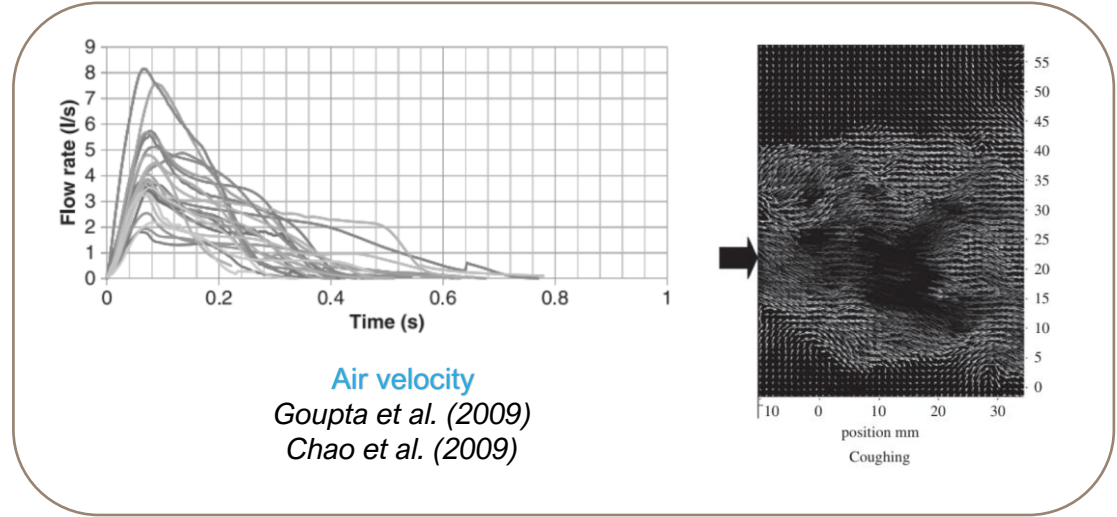 9
8
7
6
5
4
3
2
1
0
Flow rate (l/s)
0 0.2 0.4 0.6 0.8 1
Time (s)
Air velocity
Goupta et al. (2009)
Chao et al. (2009)
55
50
45
40
35
30
25
20
15
10
5
0
10 0 10 20 30
position mm
Coughing